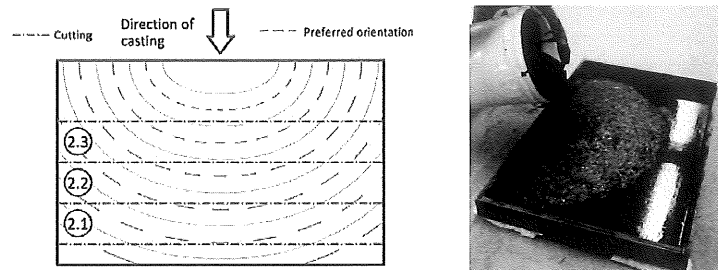 Cutting
Direction of
casting
Preferred orientation
2.3
2.2
2.1